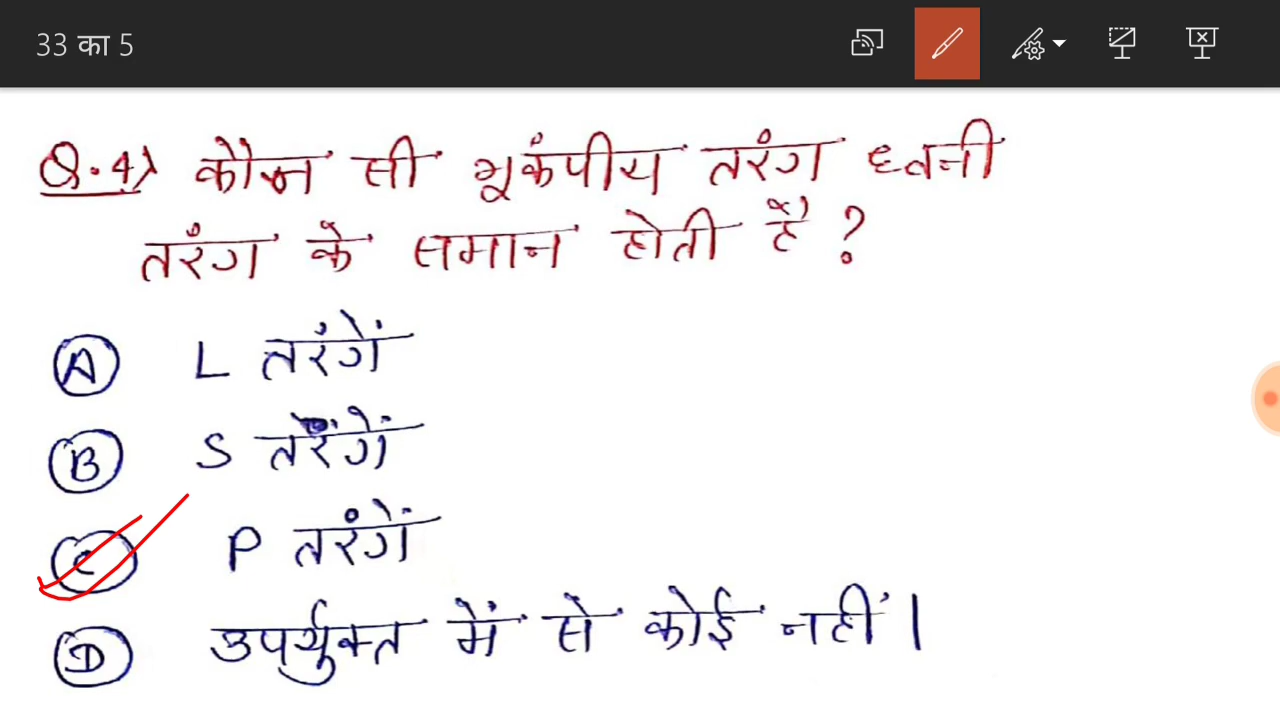 33 का 5
Q.4) कौन सी भूकंपीय तरंग ध्वनी
तरंग के समान होती है ?
A L तरंगें
B S तरंगें
C P तरंगें
D उपर्युक्त में से कोई नहीं।